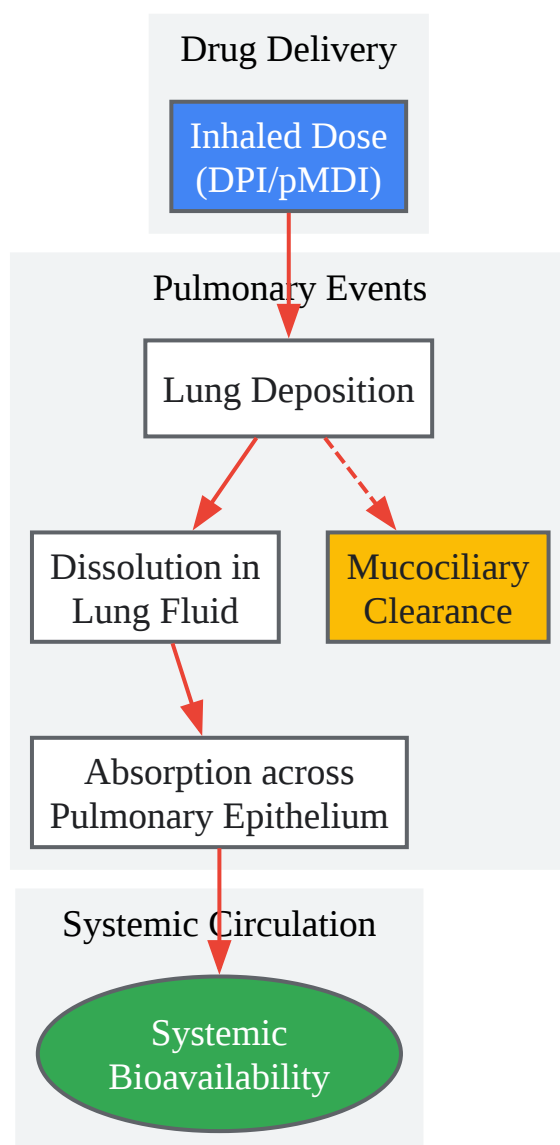 Drug Delivery
Inhaled Dose
(DPI/pMDI)
Pulmonary Events
Lung Deposition
Dissolution in
Lung Fluid
Mucociliary
Clearance
Absorption across
Pulmonary Epithelium
Systemic Circulation
Systemic
Bioavailability